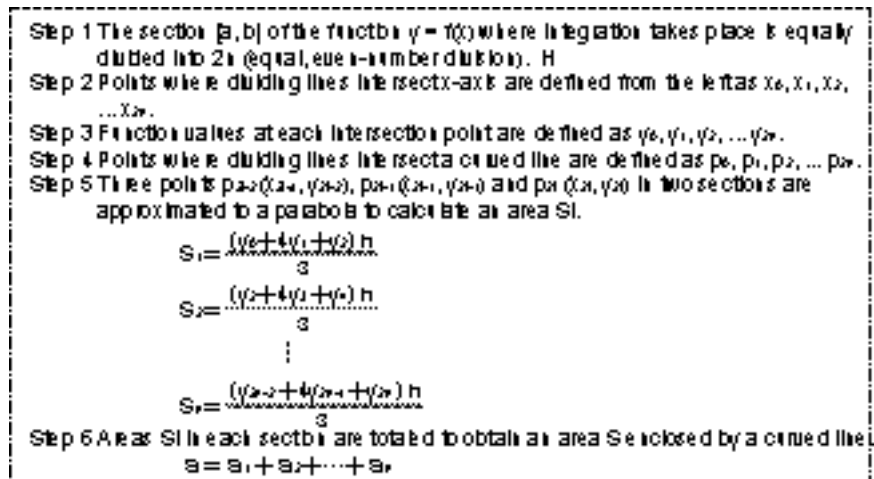 Step 1 The section [a, b] of the function y = f(x) where integration takes place is equally
divided into 2n (equal, even-number division). H
Step 2 Points where dividing lines intersect x-axis are defined from the left as x₀, x₁, x₂,
... x₂ₙ.
Step 3 Function values at each intersection point are defined as y₀, y₁, y₂, ... y₂ₙ.
Step 4 Points where dividing lines intersect a curved line are defined as p₀, p₁, p₂, ... p₂ₙ.
Step 5 Three points p₂ᵢ₋₂ (x₂ᵢ₋₂, y₂ᵢ₋₂), p₂ᵢ₋₁ (x₂ᵢ₋₁, y₂ᵢ₋₁) and p₂ᵢ (x₂ᵢ, y₂ᵢ) in two sections are
approximated to a parabola to calculate an area Si.
S₁= (y₀+4y₁+y₂) h
3
S₂= (y₂+4y₃+y₄) h
3
⋮
Sₙ= (y₂ₙ₋₂+4y₂ₙ₋₁+y₂ₙ) h
3
Step 6 Areas Si in each section are totaled to obtain an area S enclosed by a curved line.
S = S₁ + S₂ + ··· + Sₙ